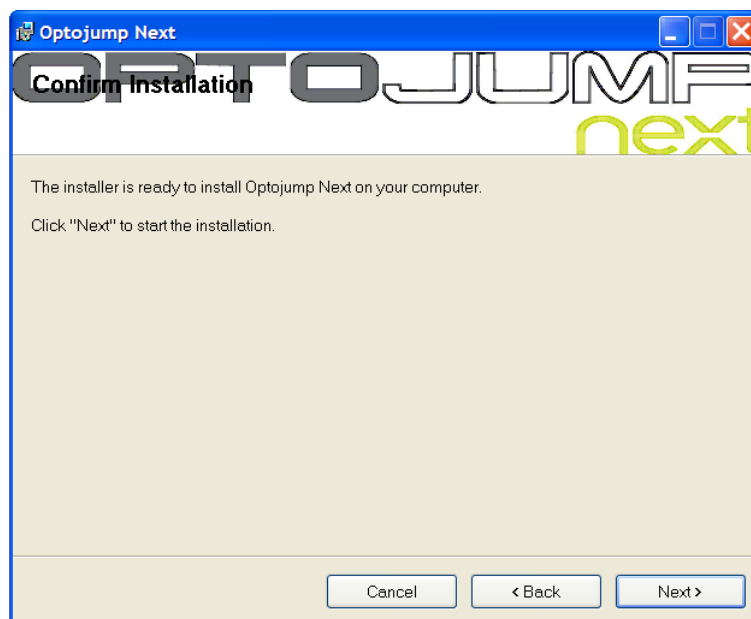 Optojump Next
OPTOJUMP
Confirm Installation
next
The installer is ready to install Optojump Next on your computer.
Click "Next" to start the installation.
Cancel
< Back
Next >